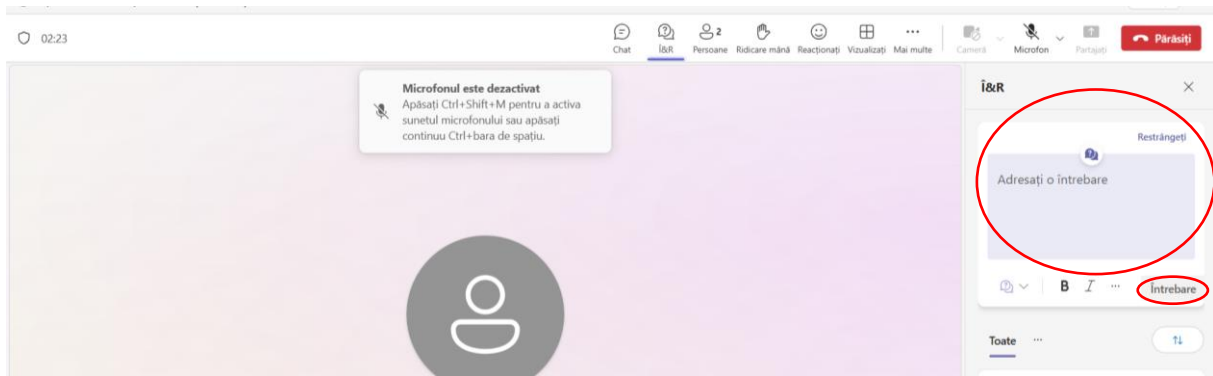 02:23
Chat
Î&R
Persoane 2
Ridicare mână
Reacționați
Vizualizați
Mai multe
Cameră
Microfon
Partajați
Părăsiți
Microfonul este dezactivat
Apăsați Ctrl+Shift+M pentru a activa
sunetul microfonului sau apăsați
continuu Ctrl+bara de spațiu.
Î&R
Restrângeți
Adresați o întrebare
B I ...
Întrebare
Toate ...